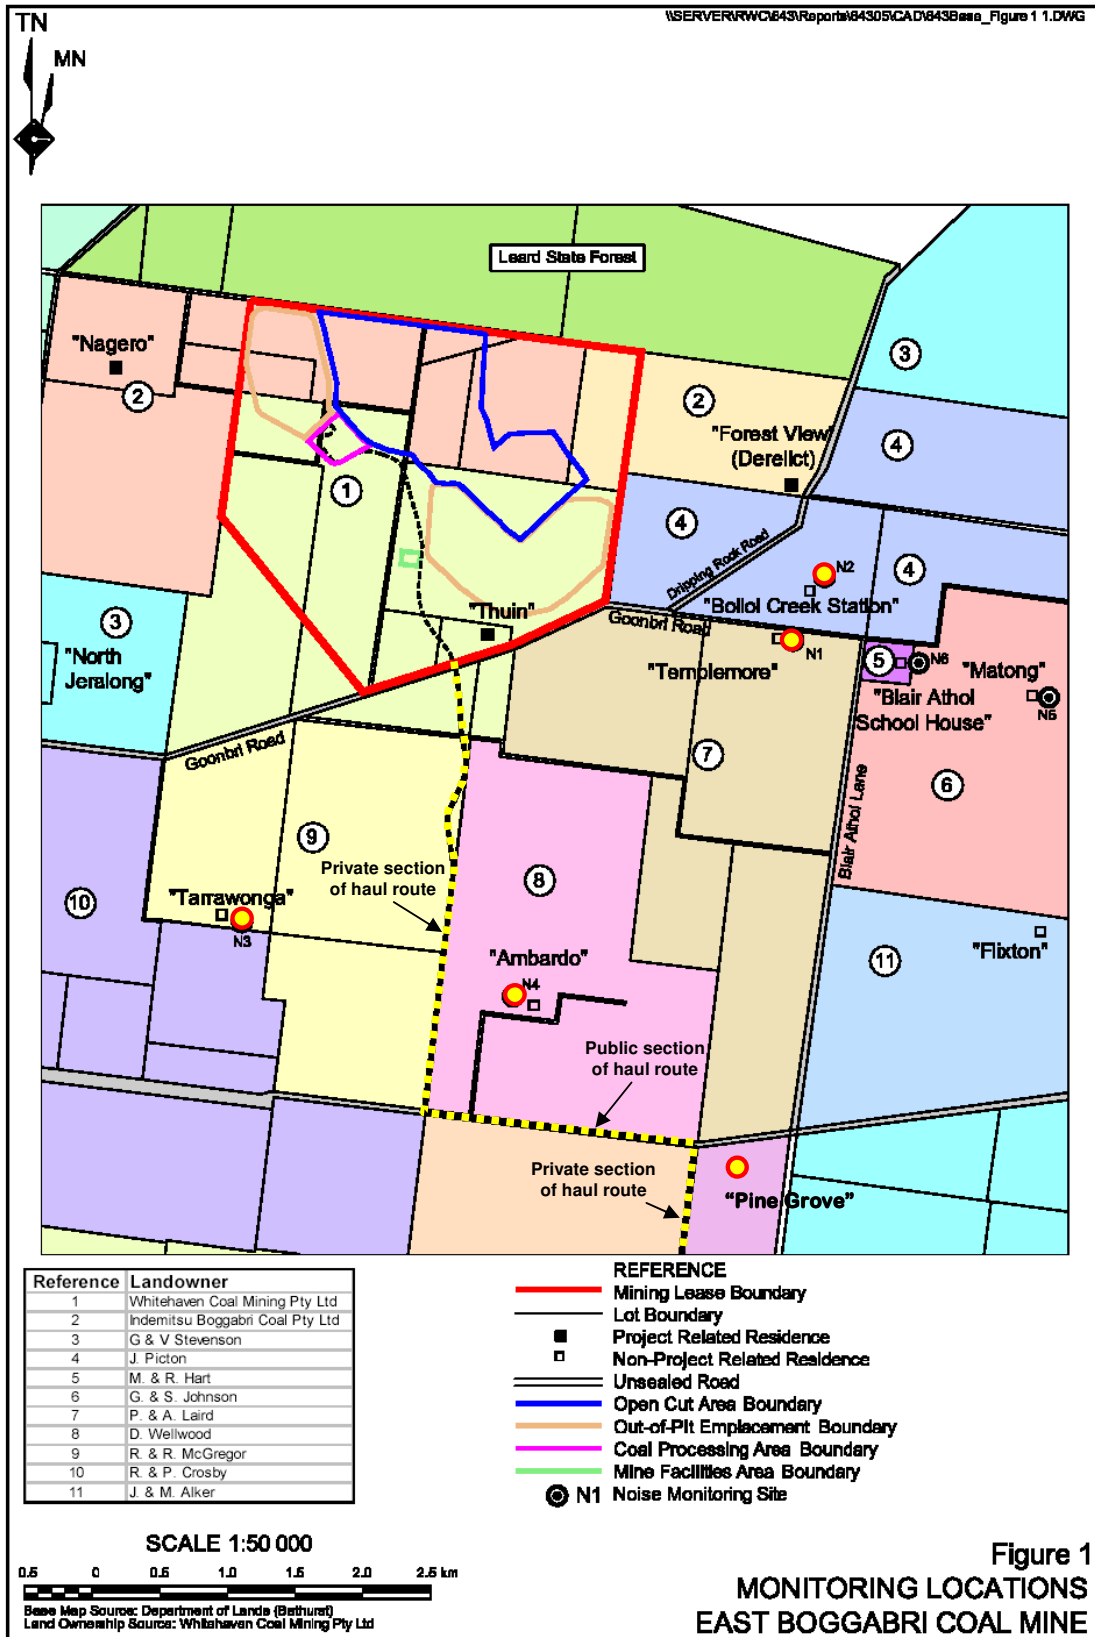 \\SERVER\RWC\643\Reports\64305\CAD\643Base_Figure 1 1.DWG
TN
MN
Leard State Forest
"Nagero"
3
2
2
"Forest View"
(Derelict)
4
1
4
Dripping Rock Road
N2
4
"Bollol Creek Station"
3
"Thuin"
Goonbri Road
N1
"North
Jeralong"
"Templemore"
5
N6
"Matong"
"Blair Athol
School House"
N5
Goonbri Road
7
6
Blair Athol Lane
9
Private section
of haul route
8
"Tarrawonga"
10
N3
"Ambardo"
11
"Flixton"
N4
Public section
of haul route
Private section
of haul route
"Pine Grove"
Reference Landowner
1 Whitehaven Coal Mining Pty Ltd
2 Indemitsu Boggabri Coal Pty Ltd
3 G & V Stevenson
4 J. Picton
5 M. & R. Hart
6 G. & S. Johnson
7 P. & A. Laird
8 D. Wellwood
9 R. & R. McGregor
10 R. & P. Crosby
11 J. & M. Alker
REFERENCE
Mining Lease Boundary
Lot Boundary
Project Related Residence
Non-Project Related Residence
Unsealed Road
Open Cut Area Boundary
Out-of-Pit Emplacement Boundary
Coal Processing Area Boundary
Mine Facilities Area Boundary
N1 Noise Monitoring Site
SCALE 1:50 000
0.5 0 0.5 1.0 1.5 2.0 2.5 km
Base Map Source: Department of Lands (Bathurst)
Land Ownership Source: Whitehaven Coal Mining Pty Ltd
Figure 1
MONITORING LOCATIONS
EAST BOGGABRI COAL MINE